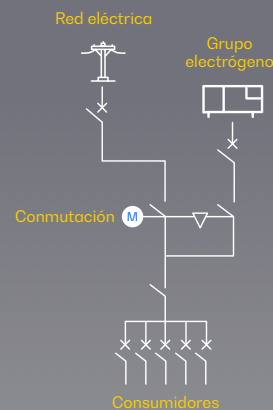 Red eléctrica
Grupo
electrógeno
Conmutación M
Consumidores